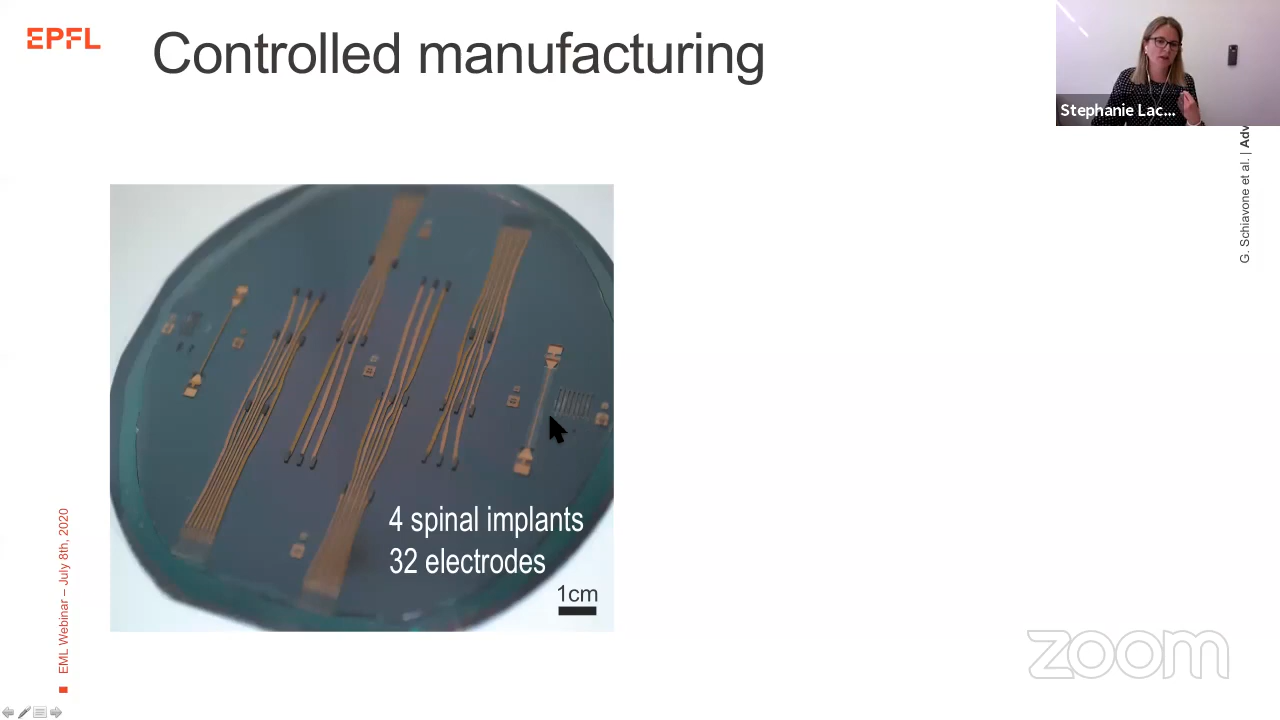 EPFL
Controlled manufacturing
Stephanie Lac...
G. Schiavone et al. | Adv
4 spinal implants
32 electrodes
1cm
EML Webinar – July 8th, 2020
zoom